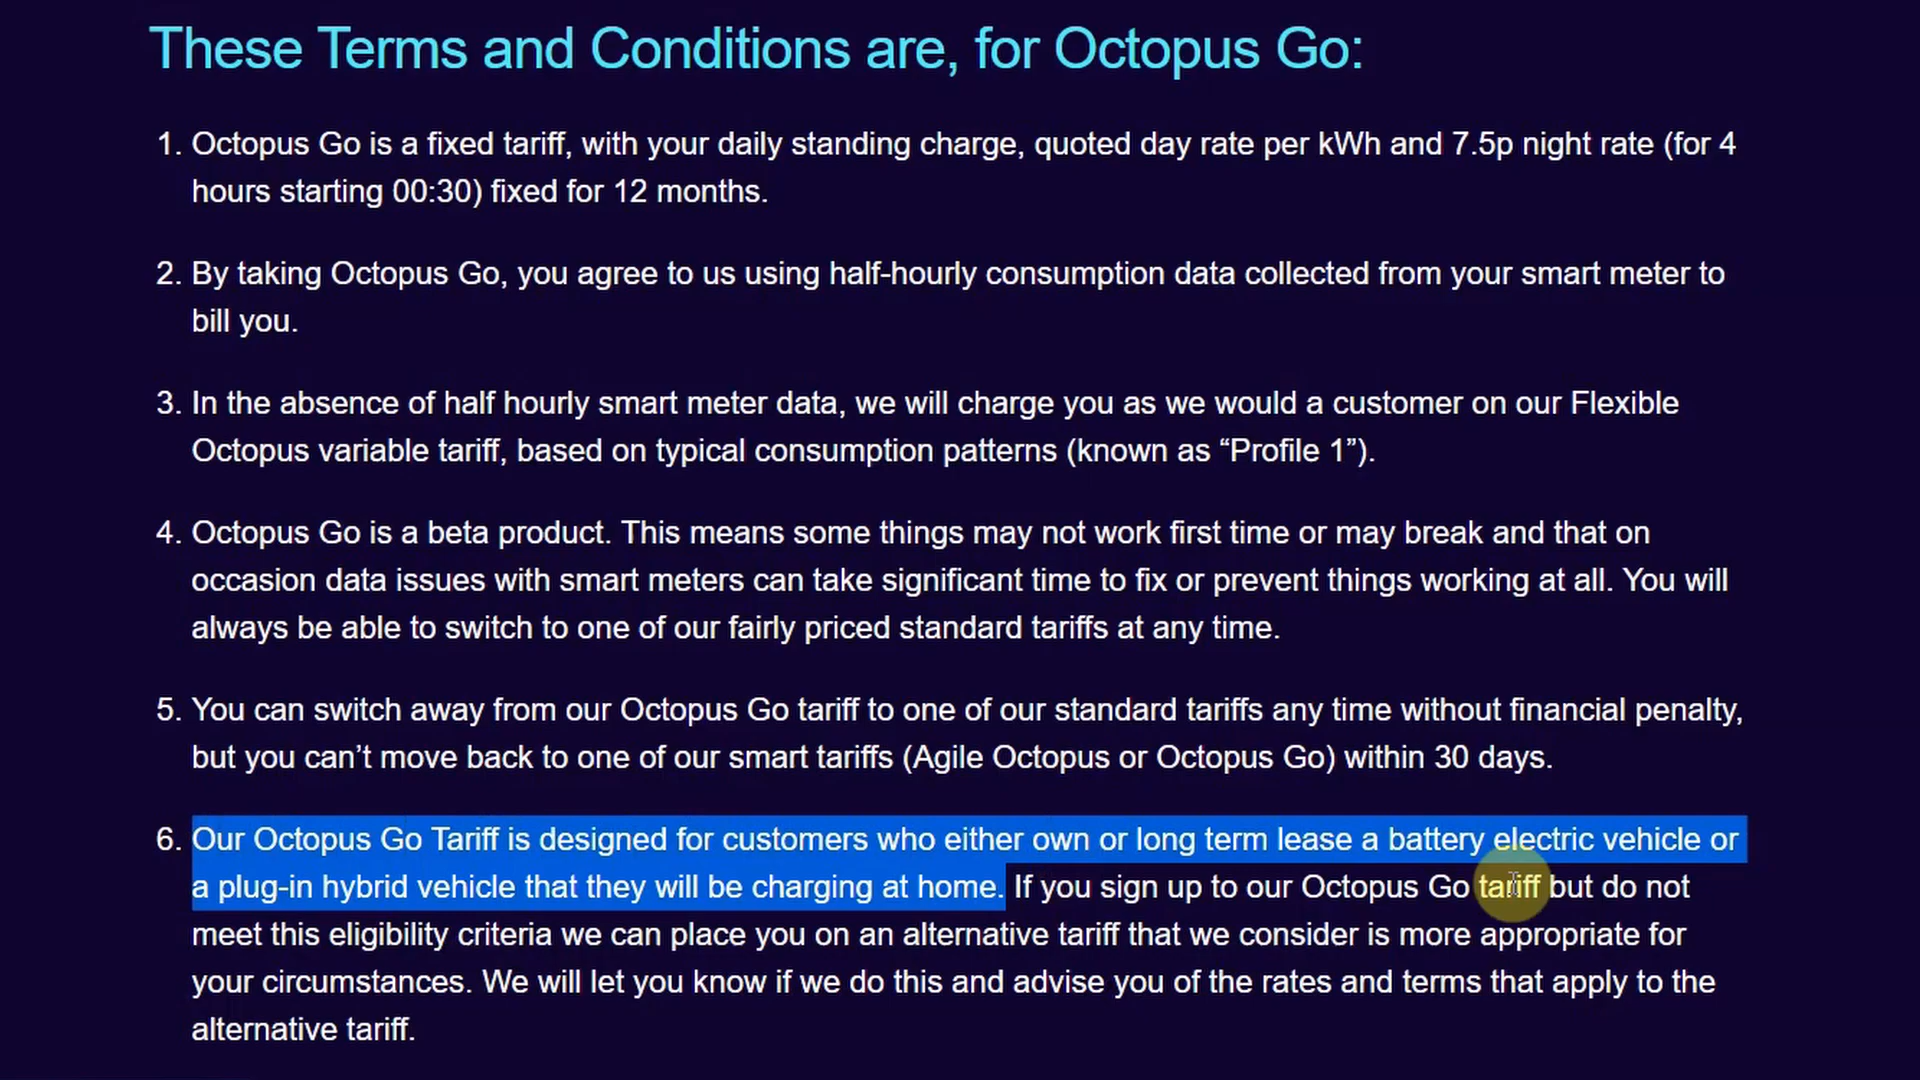 These Terms and Conditions are, for Octopus Go:
1. Octopus Go is a fixed tariff, with your daily standing charge, quoted day rate per kWh and 7.5p night rate (for 4
hours starting 00:30) fixed for 12 months.
2. By taking Octopus Go, you agree to us using half-hourly consumption data collected from your smart meter to
bill you.
3. In the absence of half hourly smart meter data, we will charge you as we would a customer on our Flexible
Octopus variable tariff, based on typical consumption patterns (known as “Profile 1”).
4. Octopus Go is a beta product. This means some things may not work first time or may break and that on
occasion data issues with smart meters can take significant time to fix or prevent things working at all. You will
always be able to switch to one of our fairly priced standard tariffs at any time.
5. You can switch away from our Octopus Go tariff to one of our standard tariffs any time without financial penalty,
but you can’t move back to one of our smart tariffs (Agile Octopus or Octopus Go) within 30 days.
6. Our Octopus Go Tariff is designed for customers who either own or long term lease a battery electric vehicle or
a plug-in hybrid vehicle that they will be charging at home. If you sign up to our Octopus Go tariff but do not
meet this eligibility criteria we can place you on an alternative tariff that we consider is more appropriate for
your circumstances. We will let you know if we do this and advise you of the rates and terms that apply to the
alternative tariff.